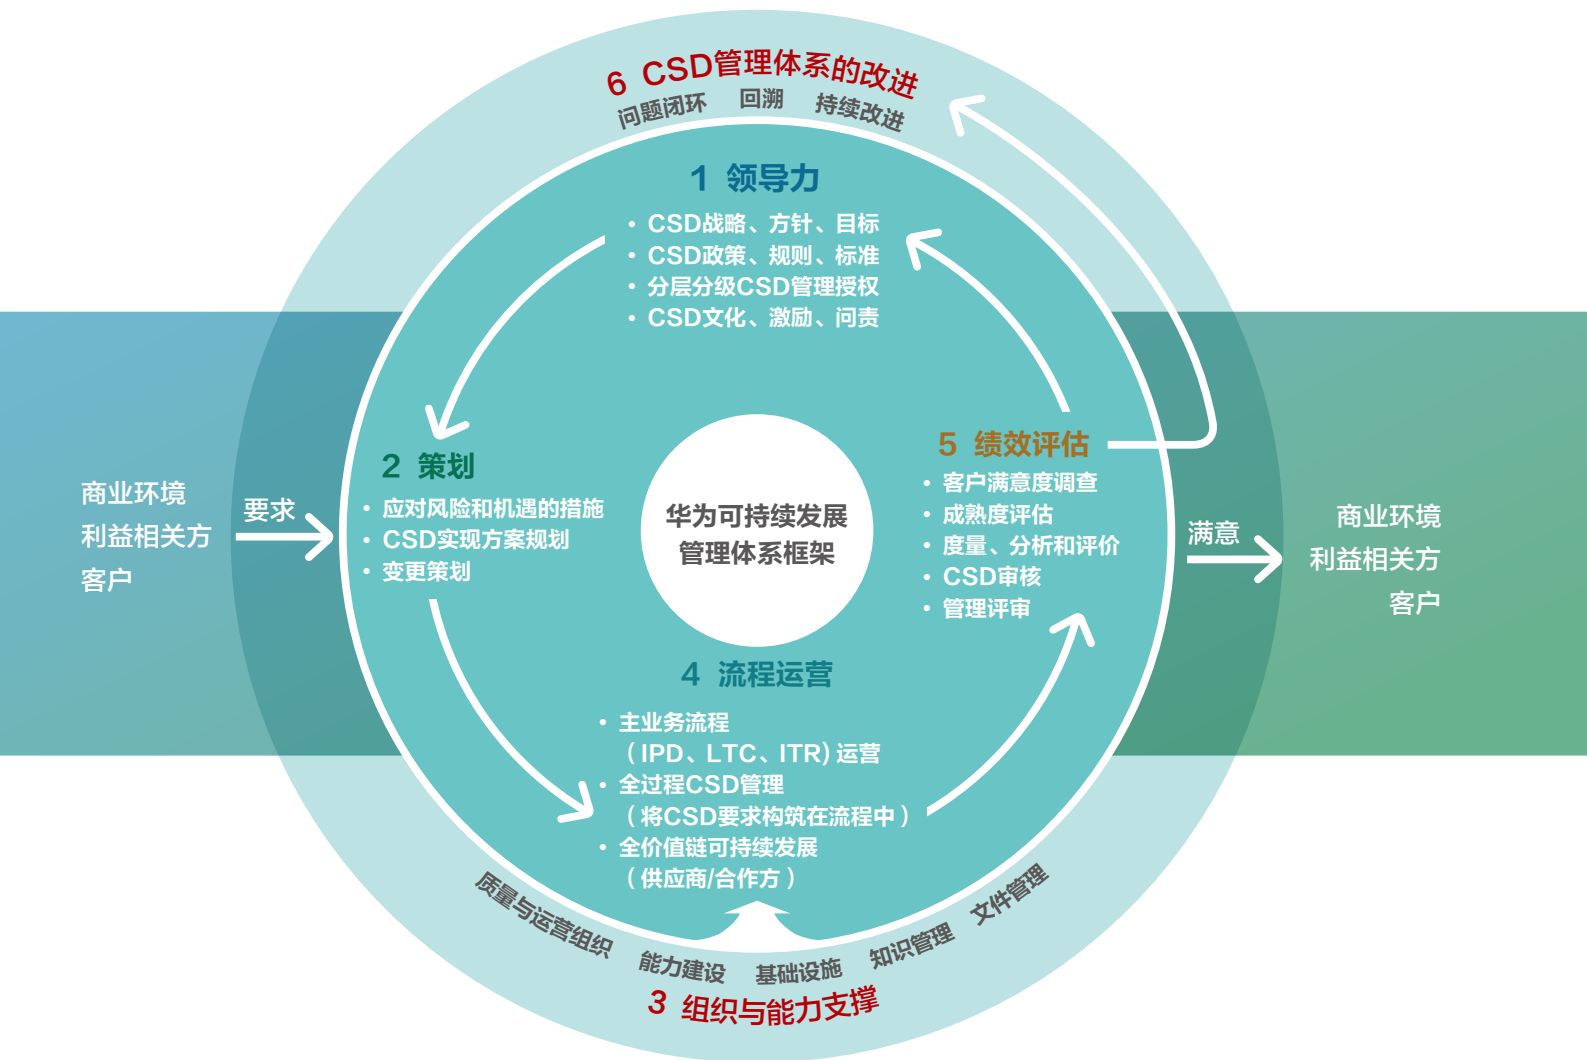 6 CSD管理体系的改进
问题闭环 回溯 持续改进
1 领导力
• CSD战略、方针、目标
• CSD政策、规则、标准
• 分层分级CSD管理授权
• CSD文化、激励、问责
商业环境
利益相关方
客户
要求
2 策划
• 应对风险和机遇的措施
• CSD实现方案规划
• 变更策划
华为可持续发展
管理体系框架
5 绩效评估
• 客户满意度调查
• 成熟度评估
• 度量、分析和评价
• CSD审核
• 管理评审
满意
商业环境
利益相关方
客户
4 流程运营
• 主业务流程
（IPD、LTC、ITR) 运营
• 全过程CSD管理
（将CSD要求构筑在流程中）
• 全价值链可持续发展
（供应商/合作方）
质量与运营组织 能力建设 基础设施 知识管理 文件管理
3 组织与能力支撑